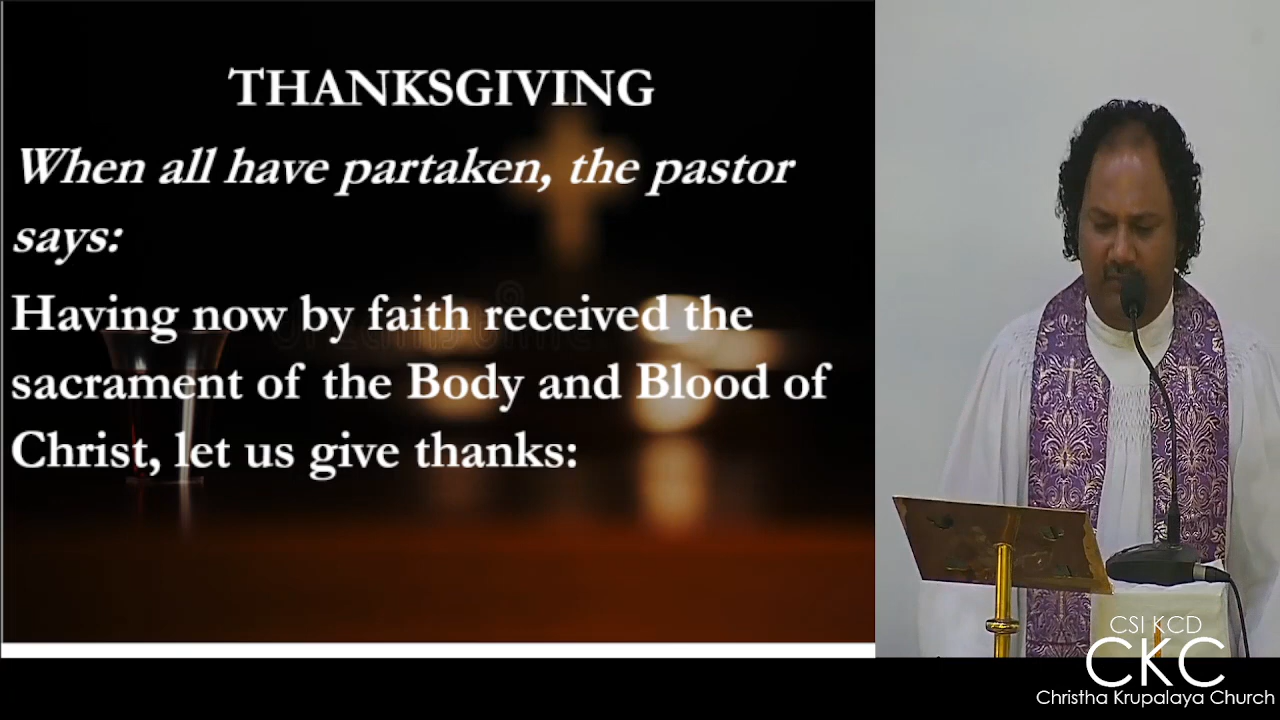 THANKSGIVING
When all have partaken, the pastor
says:
Having now by faith received the
sacrament of the Body and Blood of
Christ, let us give thanks:
CSI KCD
CKC
Christha Krupalaya Church